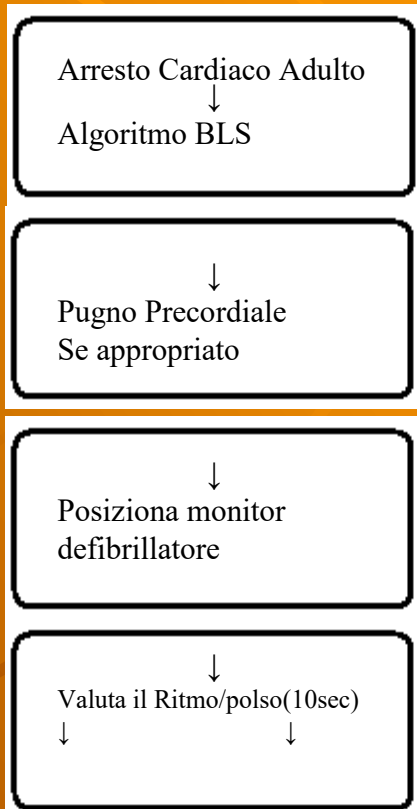 Arresto Cardiaco Adulto
↓
Algoritmo BLS
↓
Pugno Precordiale
Se appropriato
↓
Posiziona monitor
defibrillatore
↓
Valuta il Ritmo/polso(10sec)
↓ ↓